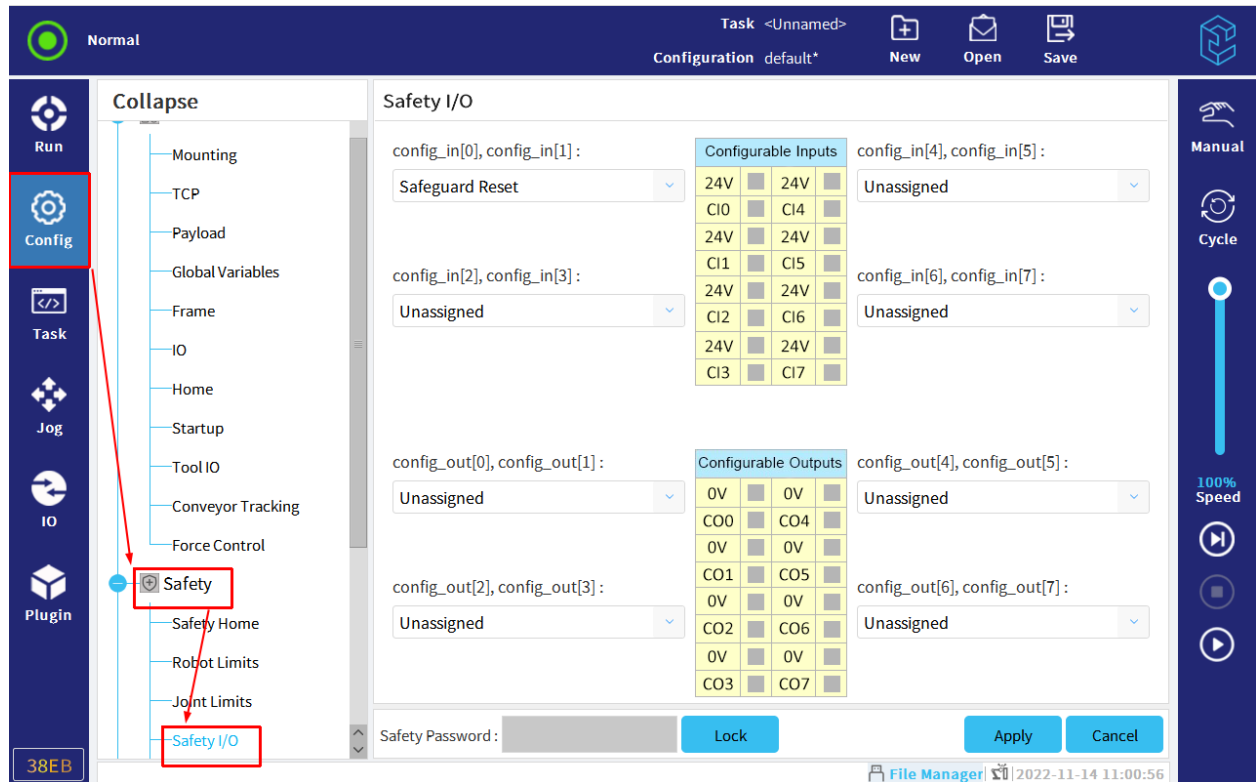 Normal
Task <Unnamed>
Configuration default*
New
Open
Save
Run
Config
Task
Jog
IO
Plugin
38EB
Collapse
Mounting
TCP
Payload
Global Variables
Frame
IO
Home
Startup
Tool IO
Conveyor Tracking
Force Control
Safety
Safety Home
Robot Limits
Joint Limits
Safety I/O
Safety I/O
config_in[0], config_in[1] :
Safeguard Reset
config_in[2], config_in[3] :
Unassigned
Configurable Inputs
24V 24V
CI0 CI4
24V 24V
CI1 CI5
24V 24V
CI2 CI6
24V 24V
CI3 CI7
config_in[4], config_in[5] :
Unassigned
config_in[6], config_in[7] :
Unassigned
config_out[0], config_out[1] :
Unassigned
config_out[2], config_out[3] :
Unassigned
Configurable Outputs
0V 0V
CO0 CO4
0V 0V
CO1 CO5
0V 0V
CO2 CO6
0V 0V
CO3 CO7
config_out[4], config_out[5] :
Unassigned
config_out[6], config_out[7] :
Unassigned
Safety Password :
Lock
Apply
Cancel
File Manager
2022-11-14 11:00:56
Manual
Cycle
100%
Speed